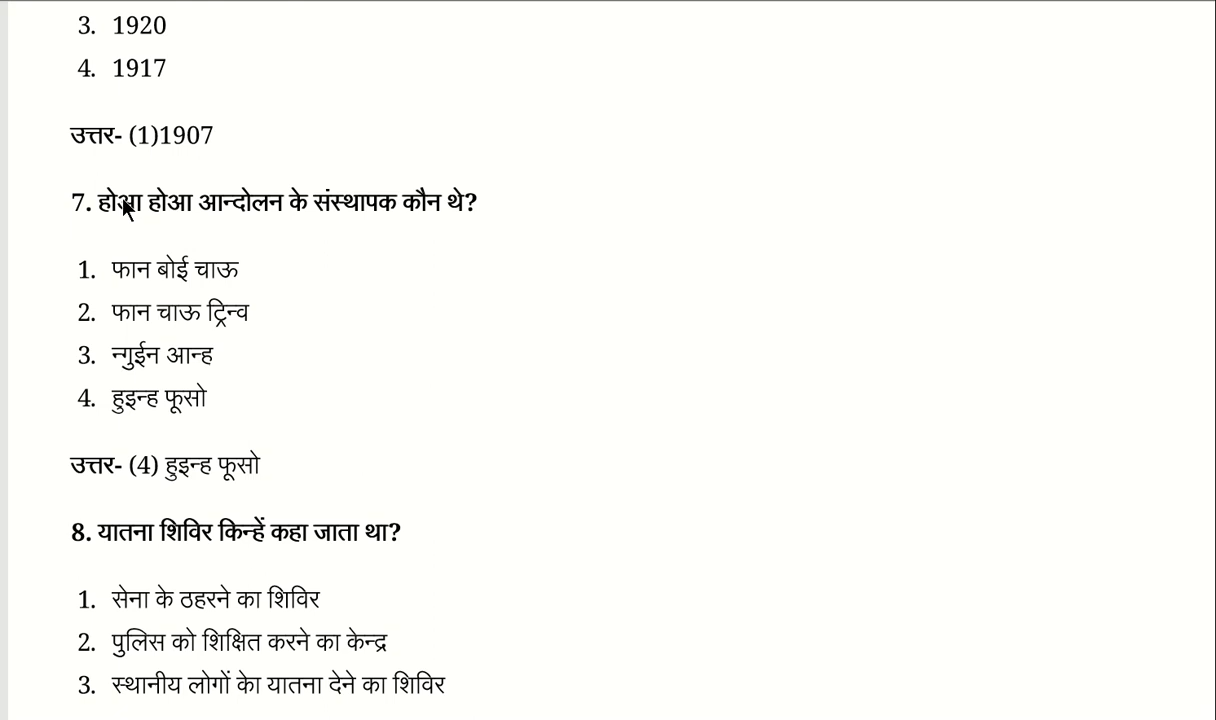 3. 1920
4. 1917
उत्तर- (1)1907
7. होआ होआ आन्दोलन के संस्थापक कौन थे?
1. फान बोई चाऊ
2. फान चाऊ ट्रिन्व
3. न्गुईन आन्ह
4. हुइन्ह फूसो
उत्तर- (4) हुइन्ह फूसो
8. यातना शिविर किन्हें कहा जाता था?
1. सेना के ठहरने का शिविर
2. पुलिस को शिक्षित करने का केन्द्र
3. स्थानीय लोगों केा यातना देने का शिविर